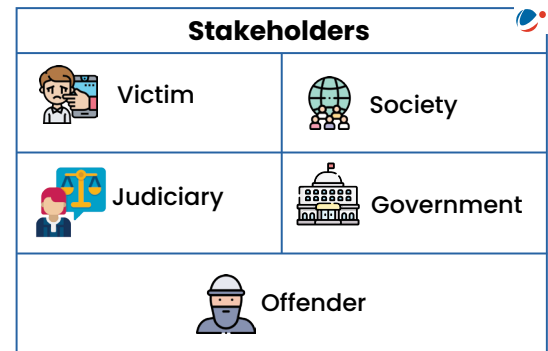 Stakeholders
Victim
Society
Judiciary
Government
Offender